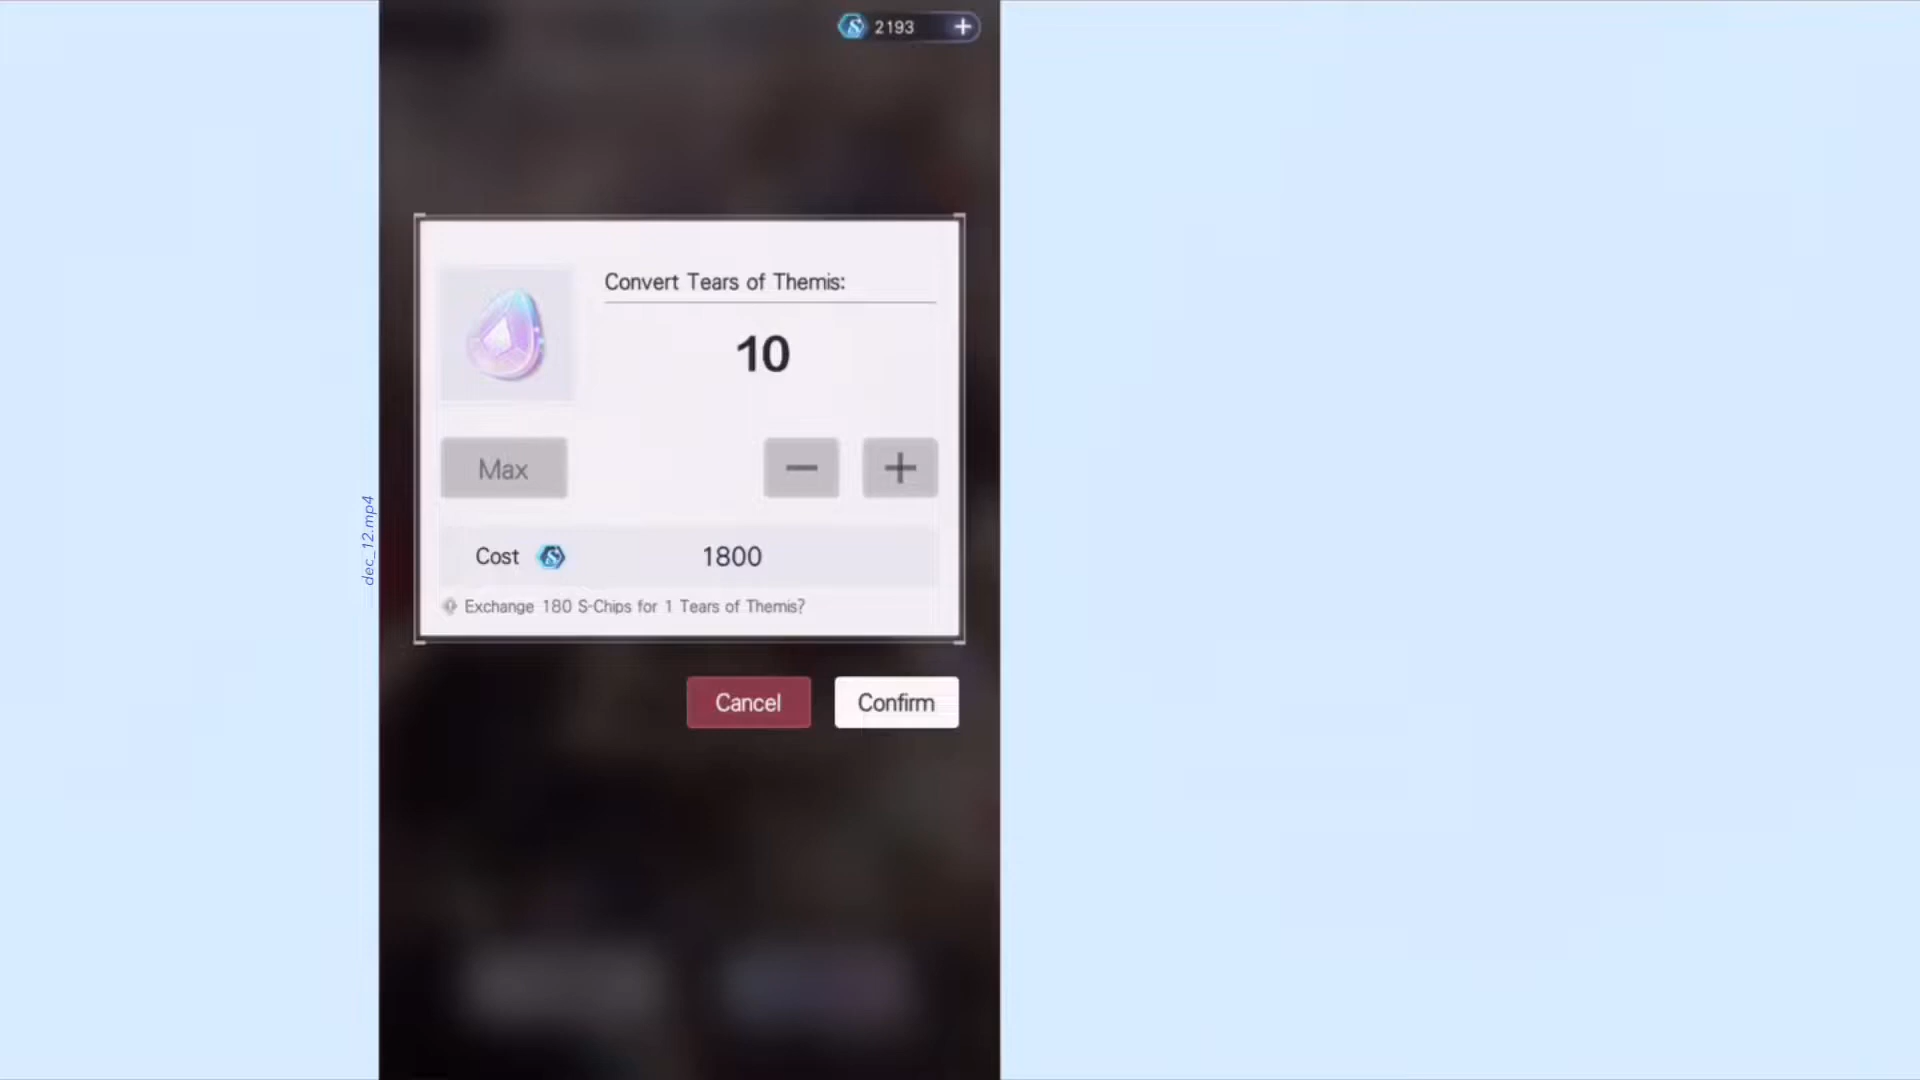 2193
Convert Tears of Themis:
10
Max
Cost 1800
Exchange 180 S-Chips for 1 Tears of Themis?
Cancel Confirm
dec_12.mp4